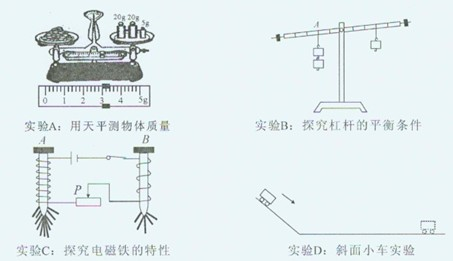 20g 20g 5g
0 1 2 3 4 5g
实验A：用天平测物体质量
A
实验B：探究杠杆的平衡条件
A B
P
实验C：探究电磁铁的特性
实验D：斜面小车实验